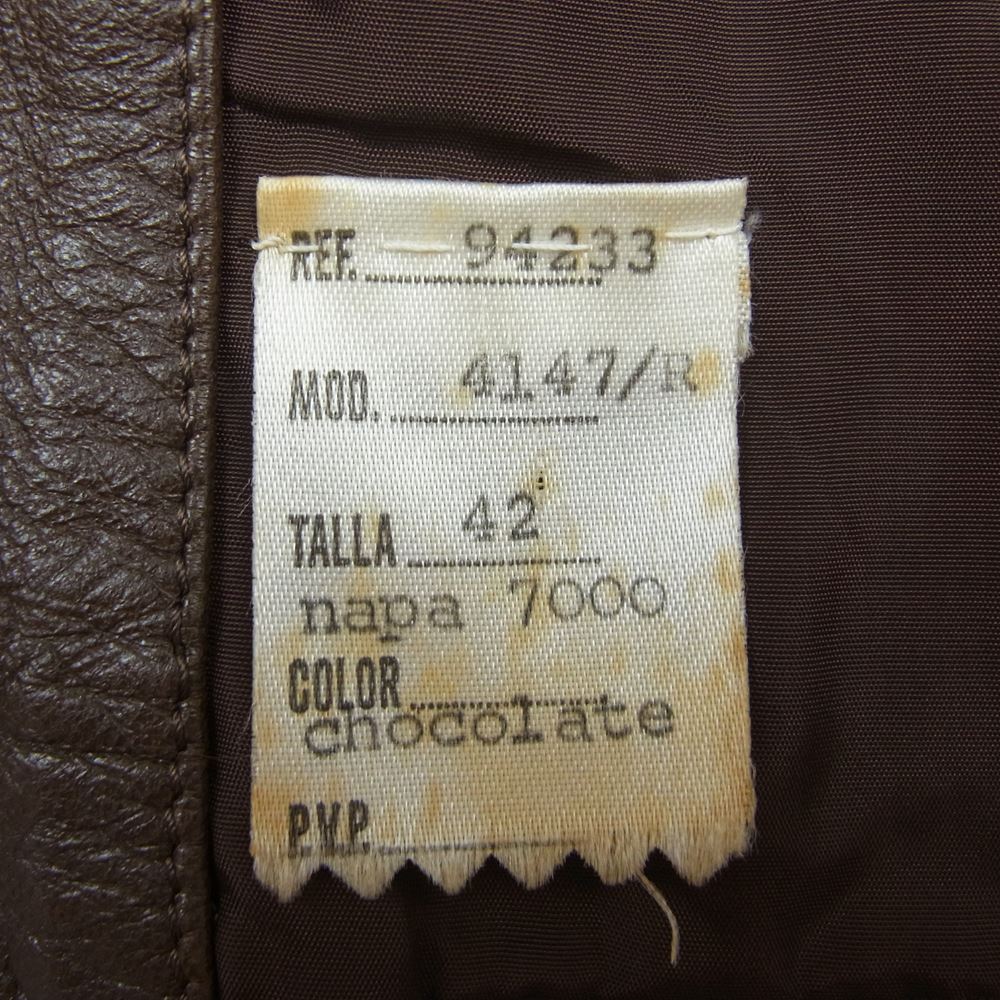 REF. 94233
MOD. 4147/R
TALLA 42
napa 7000
COLOR
chocolate
P.V.P.